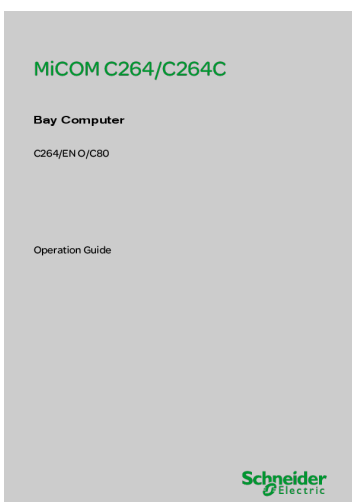 MiCOM C264/C264C
Bay Computer
C264/EN O/C80
Operation Guide
Schneider
Electric